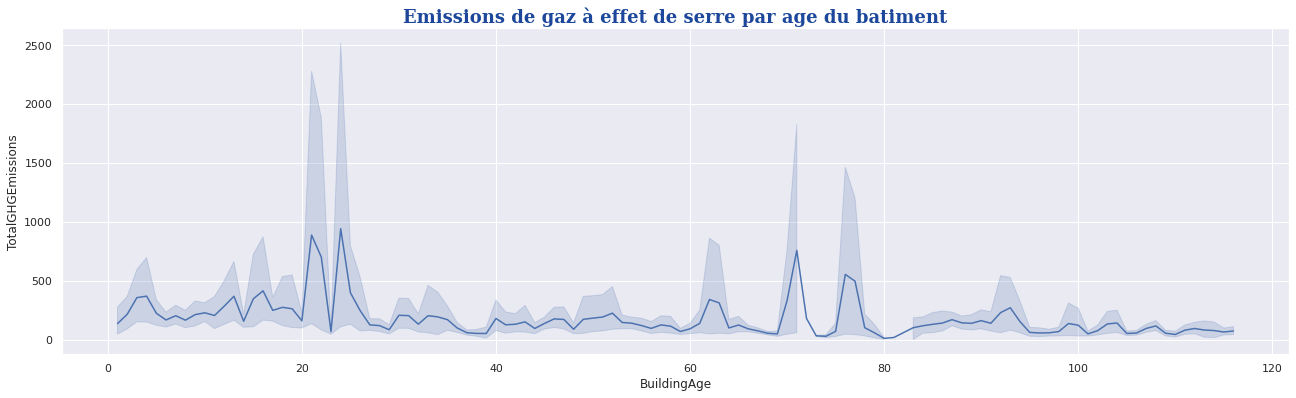 Emissions de gaz à effet de serre par age du batiment
2500
2000
1500
1000
500
0
TotalGHGEmissions
0 20 40 60 80 100 120
BuildingAge